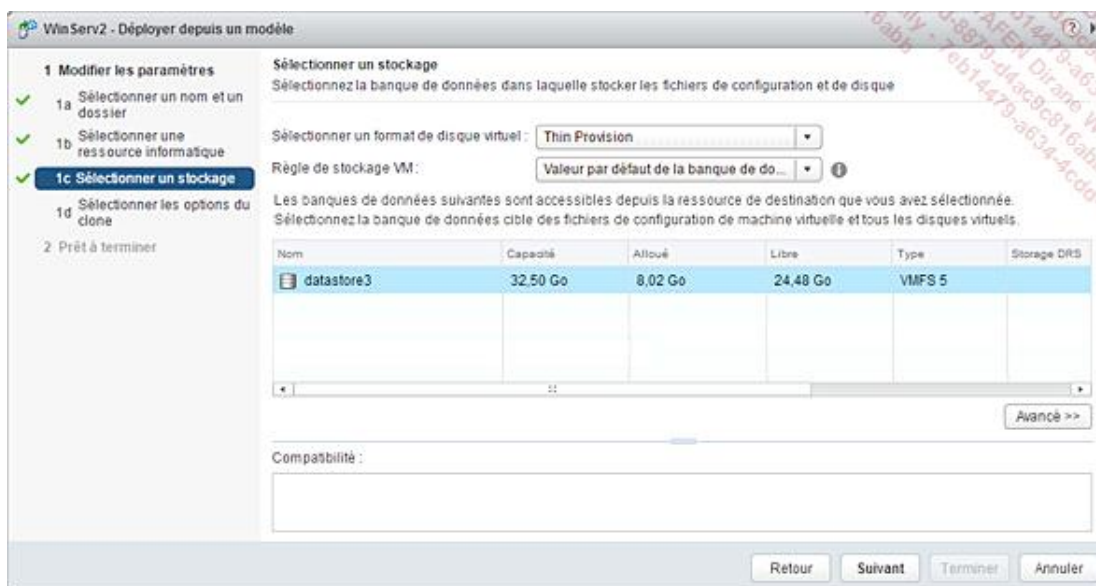 WinServ2 - Déployer depuis un modèle
1 Modifier les paramètres
1a Sélectionner un nom et un
dossier
1b Sélectionner une
ressource informatique
1c Sélectionner un stockage
1d Sélectionner les options du
clone
2 Prêt à terminer
Sélectionner un stockage
Sélectionnez la banque de données dans laquelle stocker les fichiers de configuration et de disque
Sélectionner un format de disque virtuel : Thin Provision
Règle de stockage VM : Valeur par défaut de la banque de do...
Les banques de données suivantes sont accessibles depuis la ressource de destination que vous avez sélectionnée.
Sélectionnez la banque de données cible des fichiers de configuration de machine virtuelle et tous les disques virtuels.
Nom Capacité Alloué Libre Type Storage DRS
datastore3 32,50 Go 8,02 Go 24,48 Go VMFS 5
Avancé >>
Compatibilité :
Retour Suivant Terminer Annuler